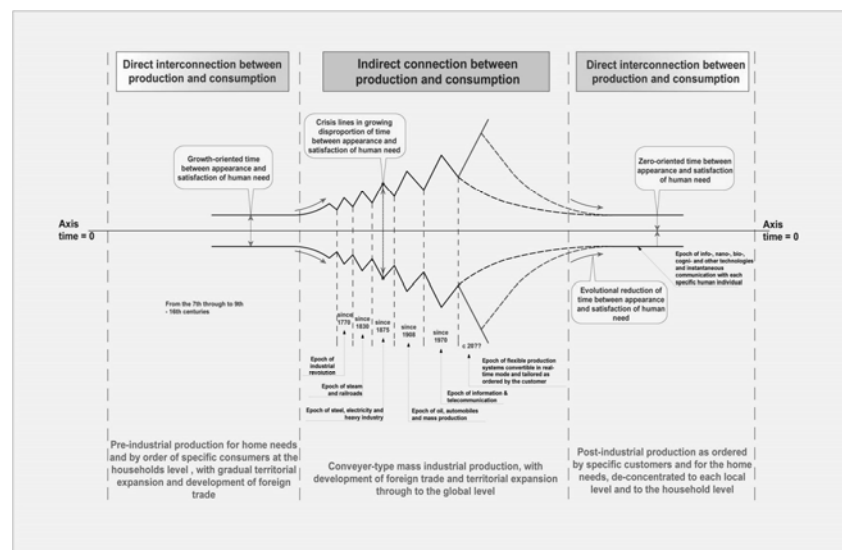 Direct interconnection between
production and consumption
Indirect connection between
production and consumption
Direct interconnection between
production and consumption
Crisis lines in growing
disproportion of time
between appearance and
satisfaction of human need
Growth-oriented time
between appearance and
satisfaction of human need
Zero-oriented time between
appearance and satisfaction
of human need
Axis
time = 0
Axis
time = 0
Epoch of info-, nano-, bio-,
cogni- and other technologies
and instantaneous
communication with each
specific human individual
Evolutional reduction of
time between appearance
and satisfaction of human
need
From the 7th through to 9th
- 16th centuries
since
1770
since
1830
since
1875
since
1908
since
1970
c 20??
Epoch of
industrial
revolution
Epoch of steam
and railroads
Epoch of steel, electricity and
heavy industry
Epoch of oil, automobiles
and mass production
Epoch of information &
telecommunication
Epoch of flexible production
systems convertible in real-
time mode and tailored as
ordered by the customer
Pre-industrial production for home needs
and by order of specific consumers at the
households level , with gradual territorial
expansion and development of foreign
trade
Conveyer-type mass industrial production, with
development of foreign trade and territorial expansion
through to the global level
Post-industrial production as ordered
by specific customers and for the home
needs, de-concentrated to each local
level and to the household level